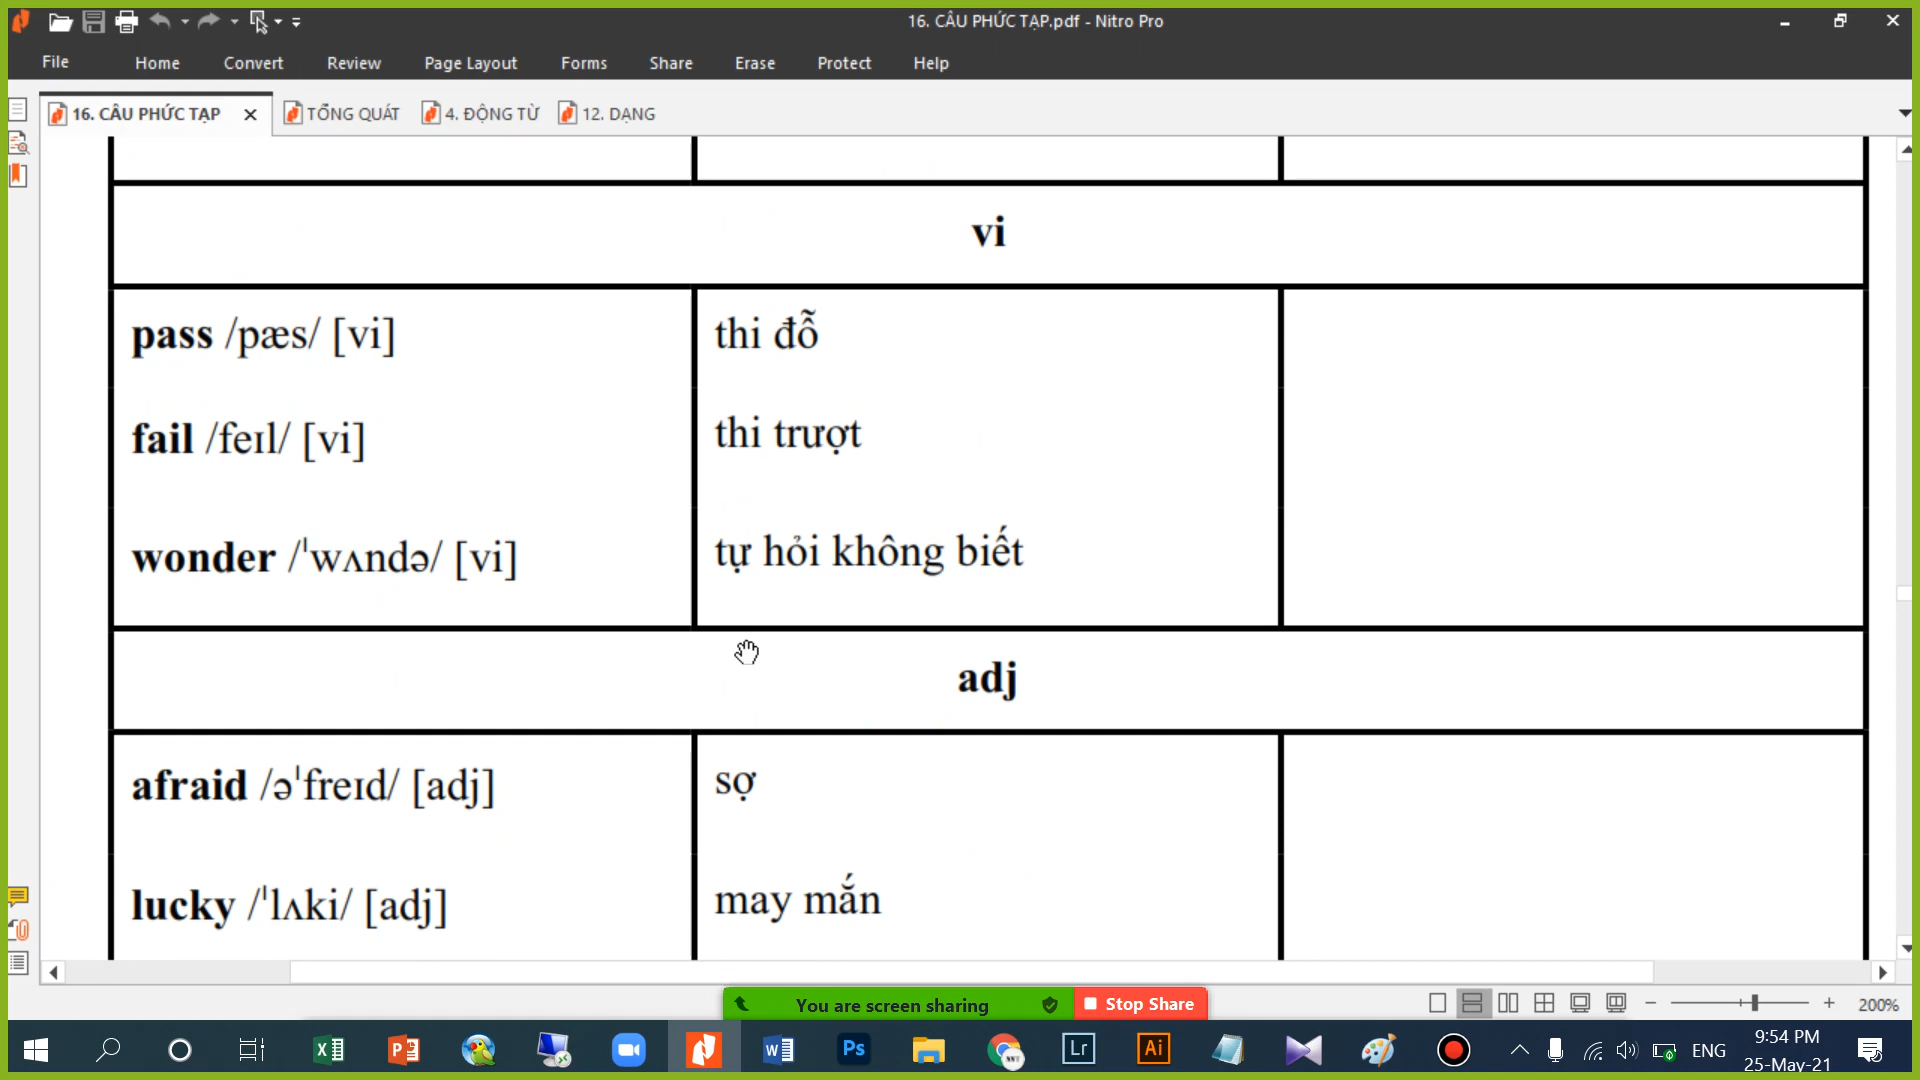 16. CÂU PHỨC TẠP.pdf - Nitro Pro
File Home Convert Review Page Layout Forms Share Erase Protect Help
16. CÂU PHỨC TẠP TỔNG QUÁT 4. ĐỘNG TỪ 12. DẠNG
vi
pass /pæs/ [vi] thi đỗ
fail /feɪl/ [vi] thi trượt
wonder /ˈwʌndə/ [vi] tự hỏi không biết
adj
afraid /əˈfreɪd/ [adj] sợ
lucky /ˈlʌki/ [adj] may mắn
You are screen sharing Stop Share
200%
Ps Lr Ai
ENG
9:54 PM
25-May-21